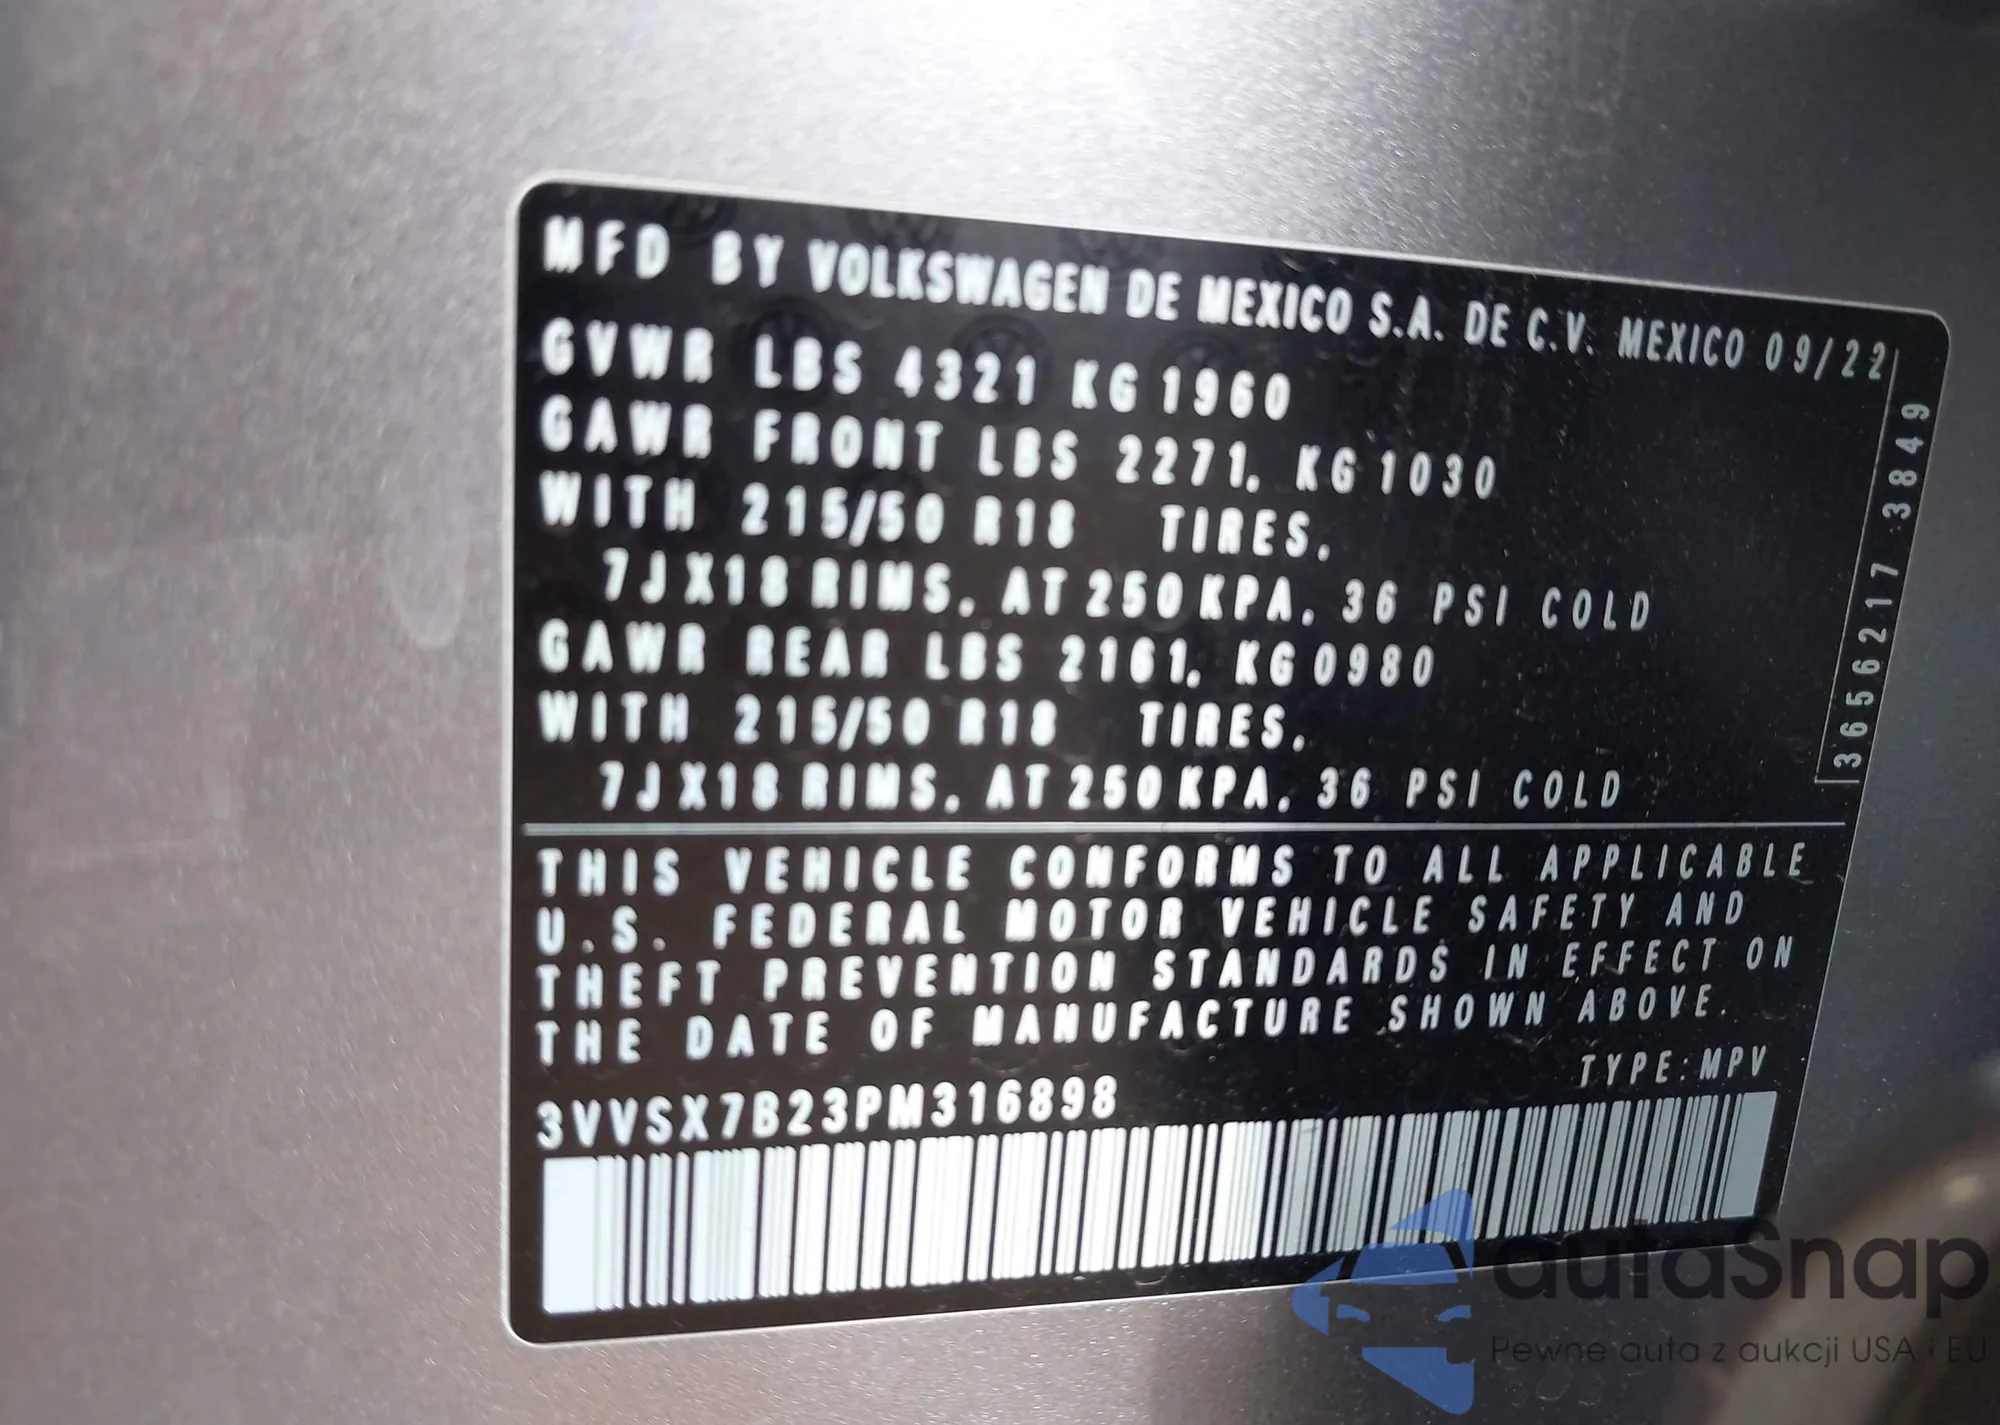 MFD BY VOLKSWAGEN DE MEXICO S.A. DE C.V. MEXICO 09/22
GVWR LBS 4321 KG 1960
GAWR FRONT LBS 2271, KG 1030
WITH 215/50 R18 TIRES,
7J X18 RIMS, AT 250 KPA, 36 PSI COLD
GAWR REAR LBS 2161, KG 0980
WITH 215/50 R18 TIRES,
7J X18 RIMS, AT 250 KPA, 36 PSI COLD
3656217 3849
THIS VEHICLE CONFORMS TO ALL APPLICABLE
U.S. FEDERAL MOTOR VEHICLE SAFETY AND
THEFT PREVENTION STANDARDS IN EFFECT ON
THE DATE OF MANUFACTURE SHOWN ABOVE.
TYPE: MPV
3VVSX7B23PM316898
autaSnap
Pewne auta z aukcji USA i EU